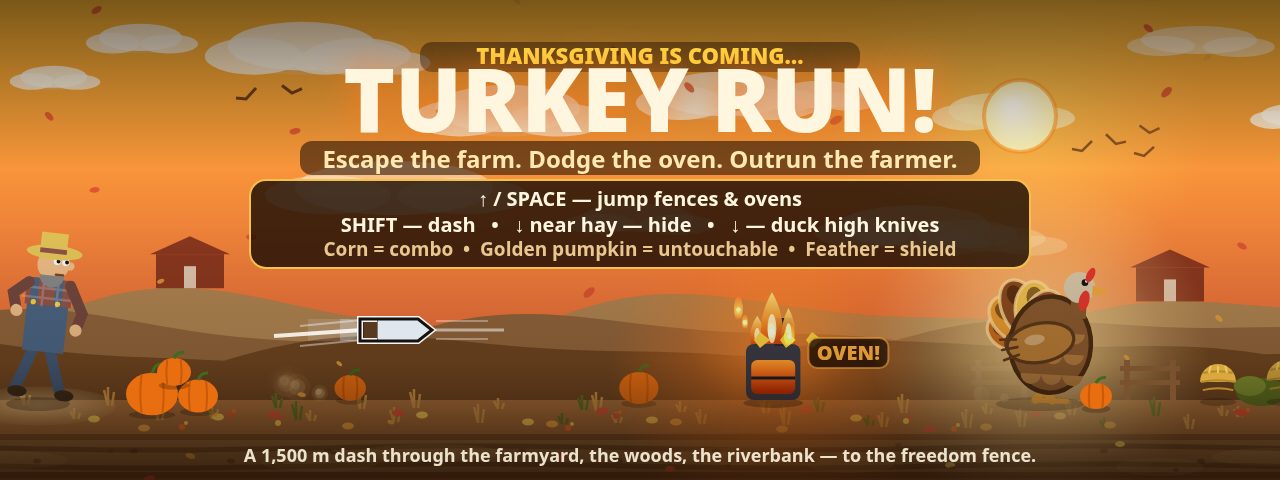 THANKSGIVING IS COMING...
TURKEY RUN!
Escape the farm. Dodge the oven. Outrun the farmer.
↑ / SPACE — jump fences & ovens
SHIFT — dash • ↓ near hay — hide • ↓ — duck high knives
Corn = combo • Golden pumpkin = untouchable • Feather = shield
OVEN!
A 1,500 m dash through the farmyard, the woods, the riverbank — to the freedom fence.